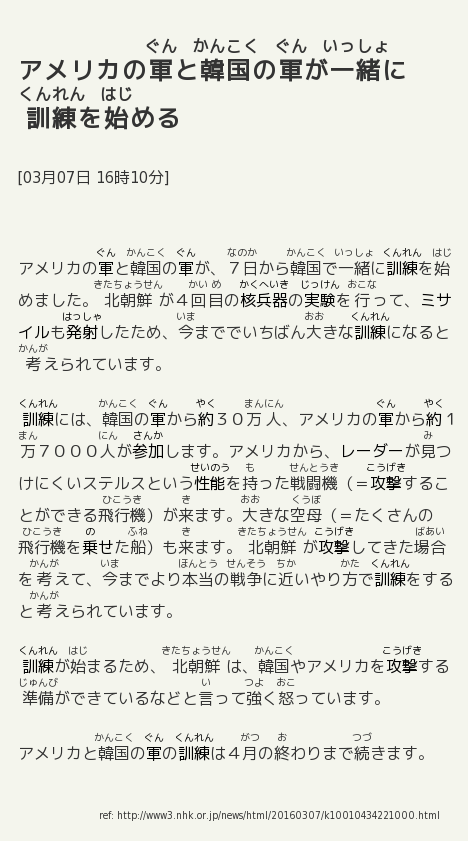 ぐん かんこく ぐん いっしょ
アメリカの軍と韓国の軍が一緒に
くんれん はじ
訓練を始める
[03月07日 16時10分]
ぐん かんこく ぐん なのか かんこく いっしょ くんれん はじ
アメリカの軍と韓国の軍が、７日から韓国で一緒に訓練を始
きたちょうせん かい め かくへいき じっけん おこな
めました。北朝鮮が４回目の核兵器の実験を行って、ミサ
はっしゃ いま おお くんれん
イルも発射したため、今まででいちばん大きな訓練になると
かんが
考えられています。
くんれん かんこく ぐん やく まんにん ぐん やく
訓練には、韓国の軍から約３０万人、アメリカの軍から約１
まん にん さんか み
万７０００人が参加します。アメリカから、レーダーが見つ
せいのう も せんとうき こうげき
けにくいステルスという性能を持った戦闘機（＝攻撃するこ
ひこうき き おお くうぼ
とができる飛行機）が来ます。大きな空母（＝たくさんの
ひこうき の ふね き きたちょうせん こうげき ばあい
飛行機を乗せた船）も来ます。北朝鮮が攻撃してきた場合
かんが いま ほんとう せんそう ちか かた くんれん
を考えて、今までより本当の戦争に近いやり方で訓練をする
かんが
と考えられています。
くんれん はじ きたちょうせん かんこく こうげき
訓練が始まるため、北朝鮮は、韓国やアメリカを攻撃する
じゅんび い つよ おこ
準備ができているなどと言って強く怒っています。
かんこく ぐん くんれん がつ お つづ
アメリカと韓国の軍の訓練は４月の終わりまで続きます。
ref: http://www3.nhk.or.jp/news/html/20160307/k10010434221000.html